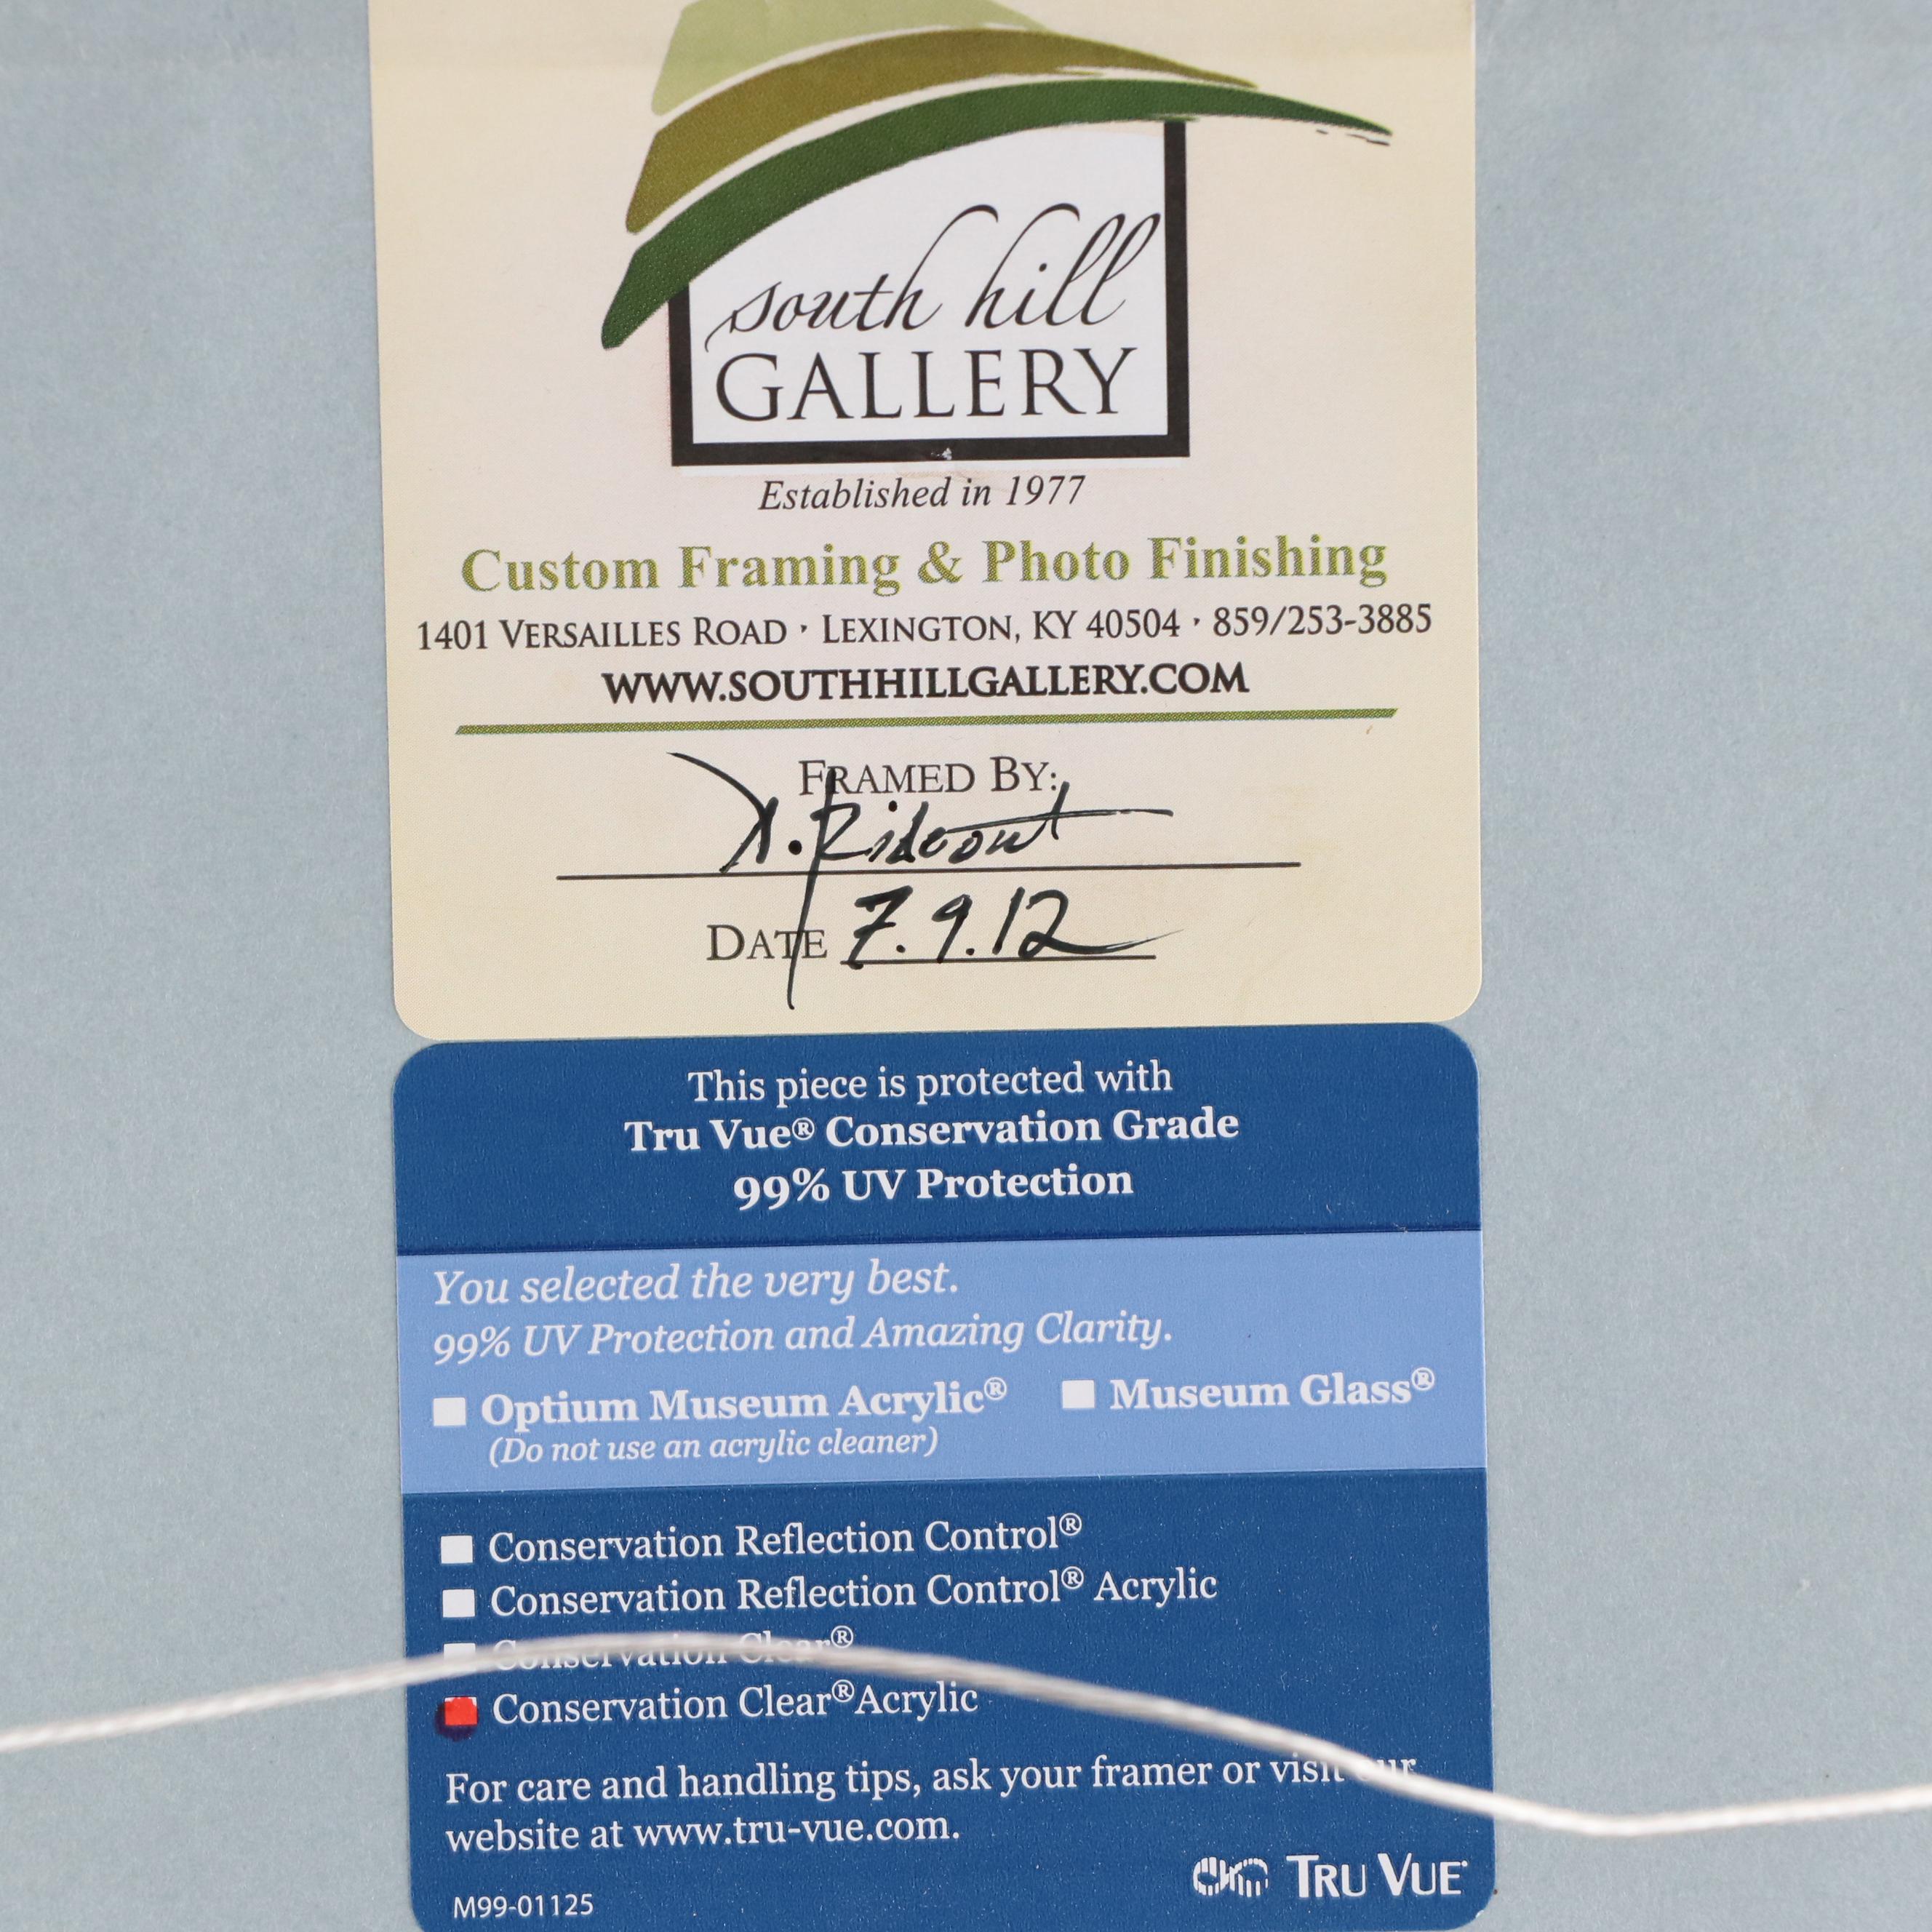 south hill
GALLERY
Established in 1977
Custom Framing & Photo Finishing
1401 VERSAILLES ROAD · LEXINGTON, KY 40504 · 859/253-3885
WWW.SOUTHHILLGALLERY.COM
FRAMED BY:
Rideout
DATE 7.9.12
This piece is protected with
Tru Vue® Conservation Grade
99% UV Protection
You selected the very best.
99% UV Protection and Amazing Clarity.
Optium Museum Acrylic® Museum Glass®
(Do not use an acrylic cleaner)
Conservation Reflection Control®
Conservation Reflection Control® Acrylic
Conservation Clear®
Conservation Clear® Acrylic
For care and handling tips, ask your framer or visit our
website at www.tru-vue.com.
TRU VUE
M99-01125